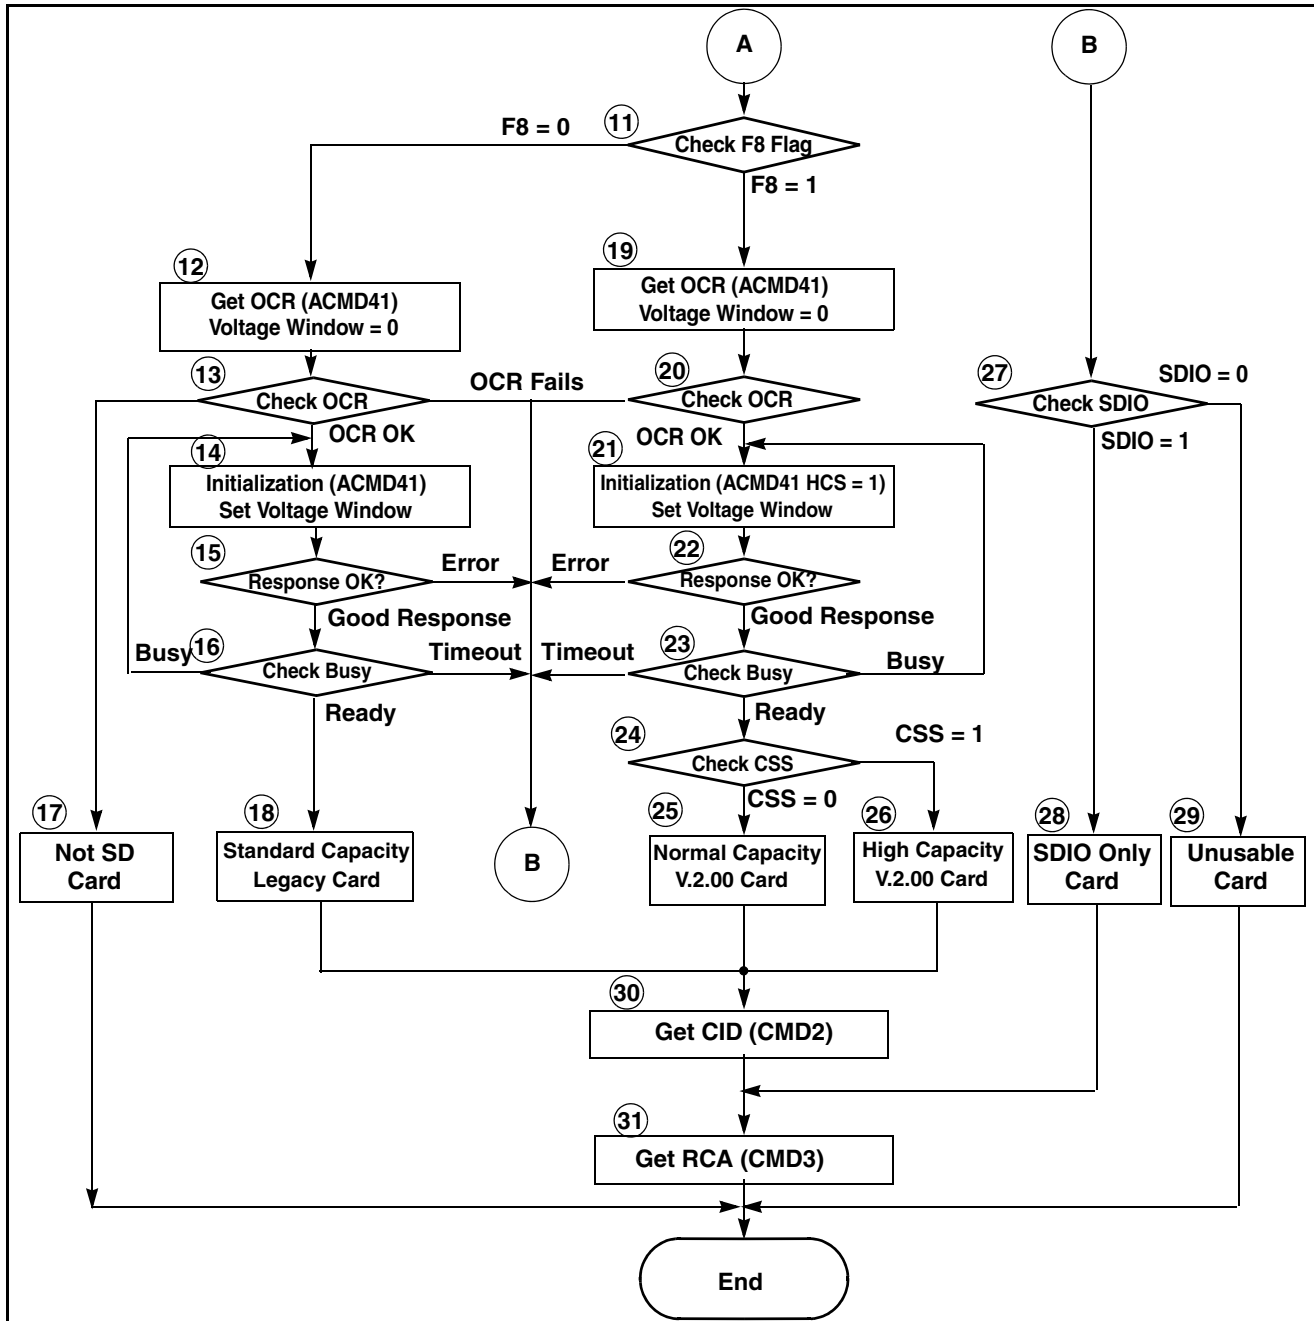 A
B
11
F8 = 0
Check F8 Flag
F8 = 1
12
19
Get OCR (ACMD41)
Voltage Window = 0
Get OCR (ACMD41)
Voltage Window = 0
13
OCR Fails
20
27
SDIO = 0
Check OCR
Check OCR
Check SDIO
OCR OK
OCR OK
SDIO = 1
14
21
Initialization (ACMD41)
Set Voltage Window
Initialization (ACMD41 HCS = 1)
Set Voltage Window
15
Error
Error
22
Response OK?
Response OK?
Good Response
Good Response
Busy
16
Timeout
Timeout
23
Busy
Check Busy
Check Busy
Ready
Ready
24
CSS = 1
Check CSS
CSS = 0
17
18
25
26
28
29
Not SD
Card
Standard Capacity
Legacy Card
B
Normal Capacity
V.2.00 Card
High Capacity
V.2.00 Card
SDIO Only
Card
Unusable
Card
30
Get CID (CMD2)
31
Get RCA (CMD3)
End